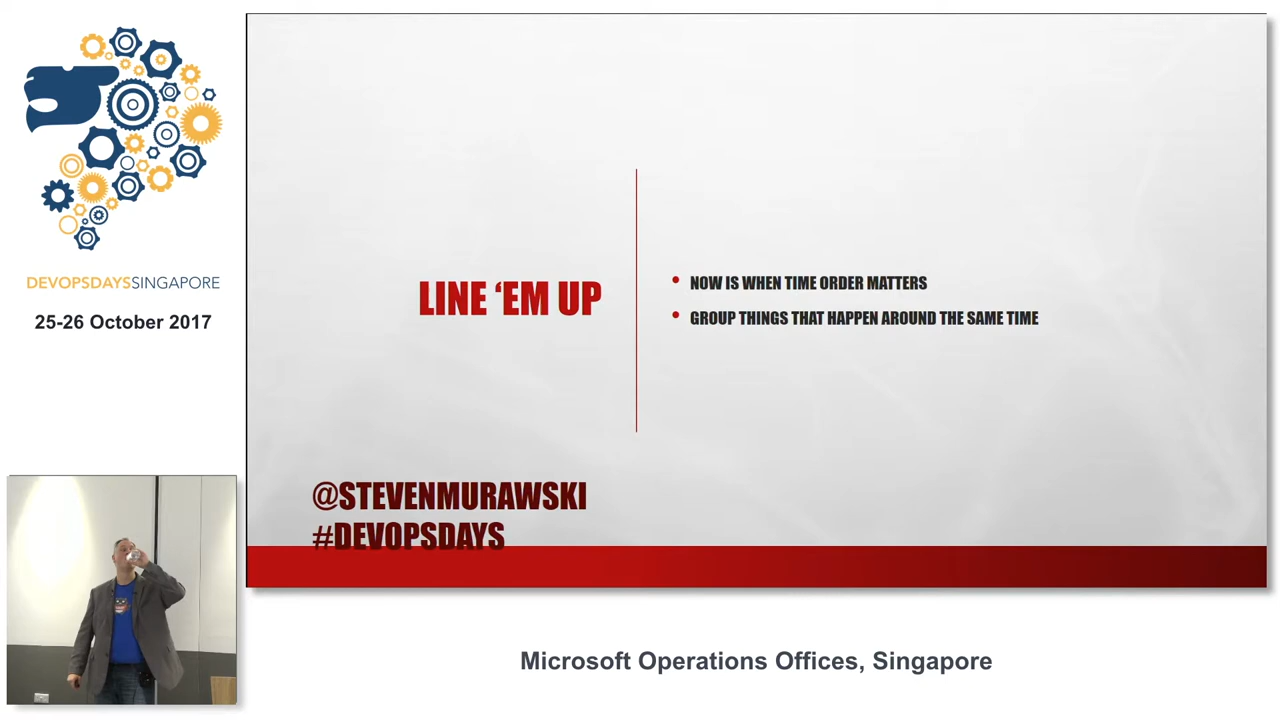 DEVOPSDAYSSINGAPORE
25-26 October 2017
LINE ‘EM UP
• NOW IS WHEN TIME ORDER MATTERS
• GROUP THINGS THAT HAPPEN AROUND THE SAME TIME
@STEVENMURAWSKI
#DEVOPSDAYS
Microsoft Operations Offices, Singapore